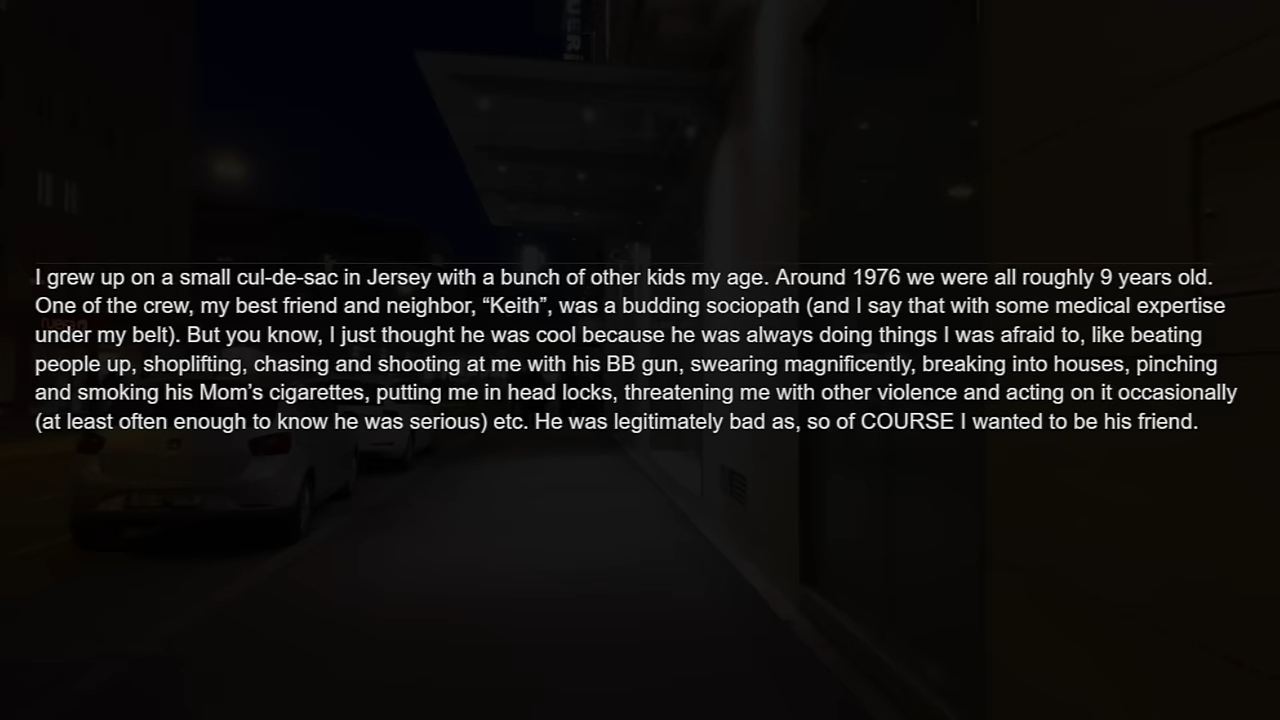 UERi
I grew up on a small cul-de-sac in Jersey with a bunch of other kids my age. Around 1976 we were all roughly 9 years old.
One of the crew, my best friend and neighbor, “Keith”, was a budding sociopath (and I say that with some medical expertise
under my belt). But you know, I just thought he was cool because he was always doing things I was afraid to, like beating
people up, shoplifting, chasing and shooting at me with his BB gun, swearing magnificently, breaking into houses, pinching
and smoking his Mom’s cigarettes, putting me in head locks, threatening me with other violence and acting on it occasionally
(at least often enough to know he was serious) etc. He was legitimately bad as, so of COURSE I wanted to be his friend.